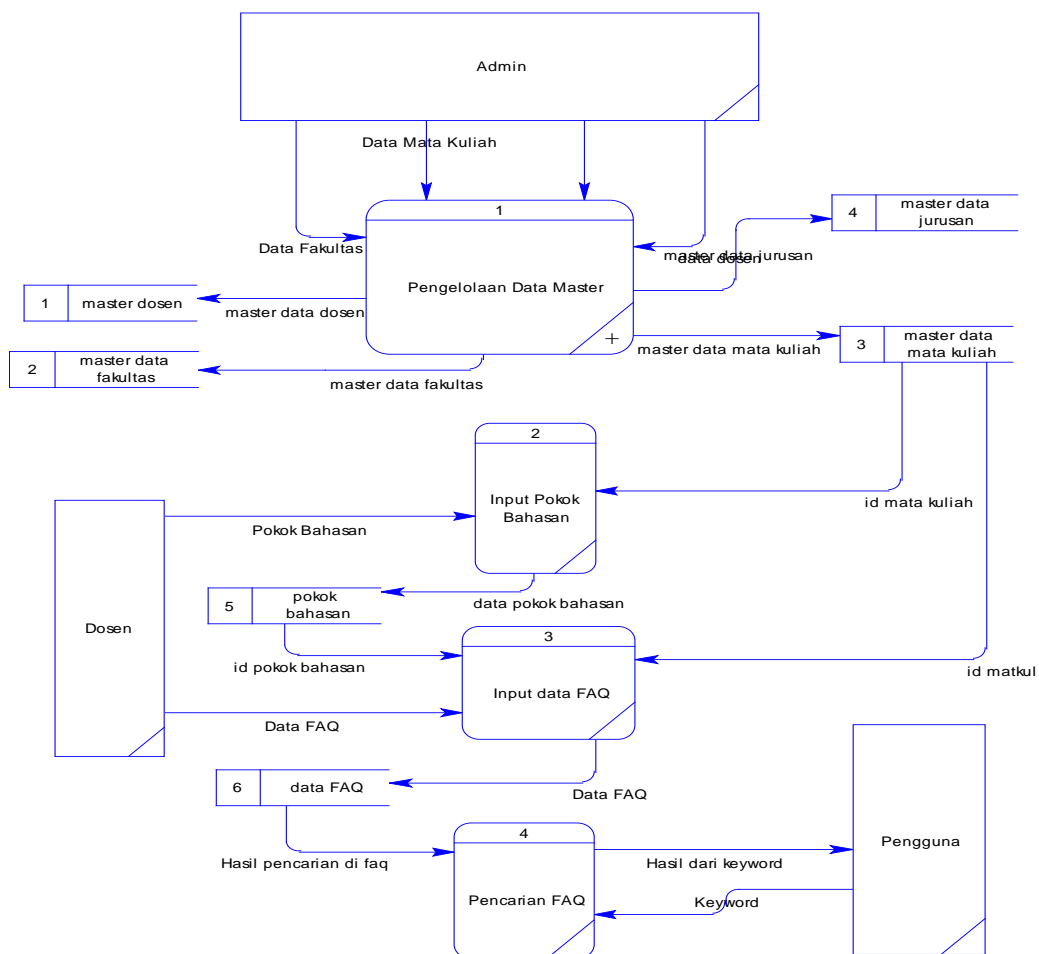 Admin
Data Mata Kuliah
1
Data Fakultas
master data jurusan
data dosen
4
master data
jurusan
Pengelolaan Data Master
+
1
master dosen
master data dosen
master data mata kuliah
3
master data
mata kuliah
2
master data
fakultas
master data fakultas
2
Input Pokok
Bahasan
id mata kuliah
Pokok Bahasan
5
pokok
bahasan
data pokok bahasan
Dosen
3
id pokok bahasan
id matkul
Input data FAQ
Data FAQ
6
data FAQ
Data FAQ
4
Hasil pencarian di faq
Hasil dari keyword
Pengguna
Pencarian FAQ
Keyword